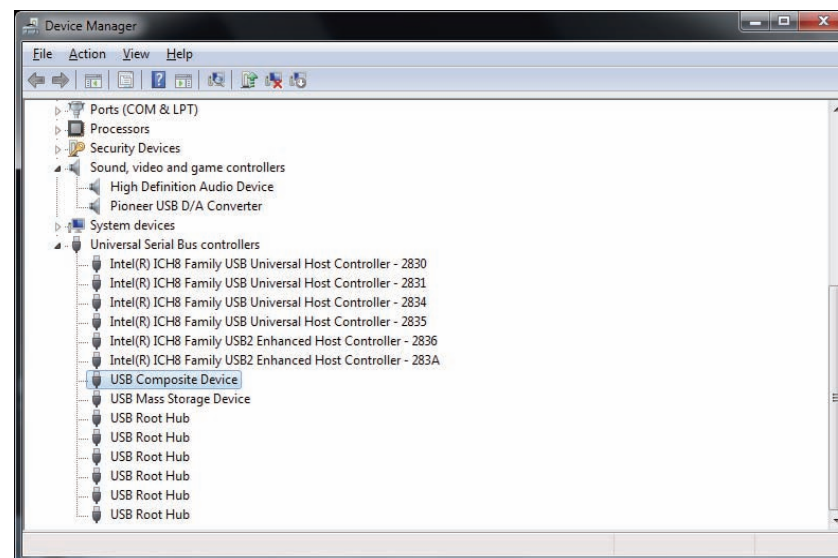 Device Manager
File Action View Help
Ports (COM & LPT)
Processors
Security Devices
Sound, video and game controllers
High Definition Audio Device
Pioneer USB D/A Converter
System devices
Universal Serial Bus controllers
Intel(R) ICH8 Family USB Universal Host Controller - 2830
Intel(R) ICH8 Family USB Universal Host Controller - 2831
Intel(R) ICH8 Family USB Universal Host Controller - 2834
Intel(R) ICH8 Family USB Universal Host Controller - 2835
Intel(R) ICH8 Family USB2 Enhanced Host Controller - 2836
Intel(R) ICH8 Family USB2 Enhanced Host Controller - 283A
USB Composite Device
USB Mass Storage Device
USB Root Hub
USB Root Hub
USB Root Hub
USB Root Hub
USB Root Hub
USB Root Hub